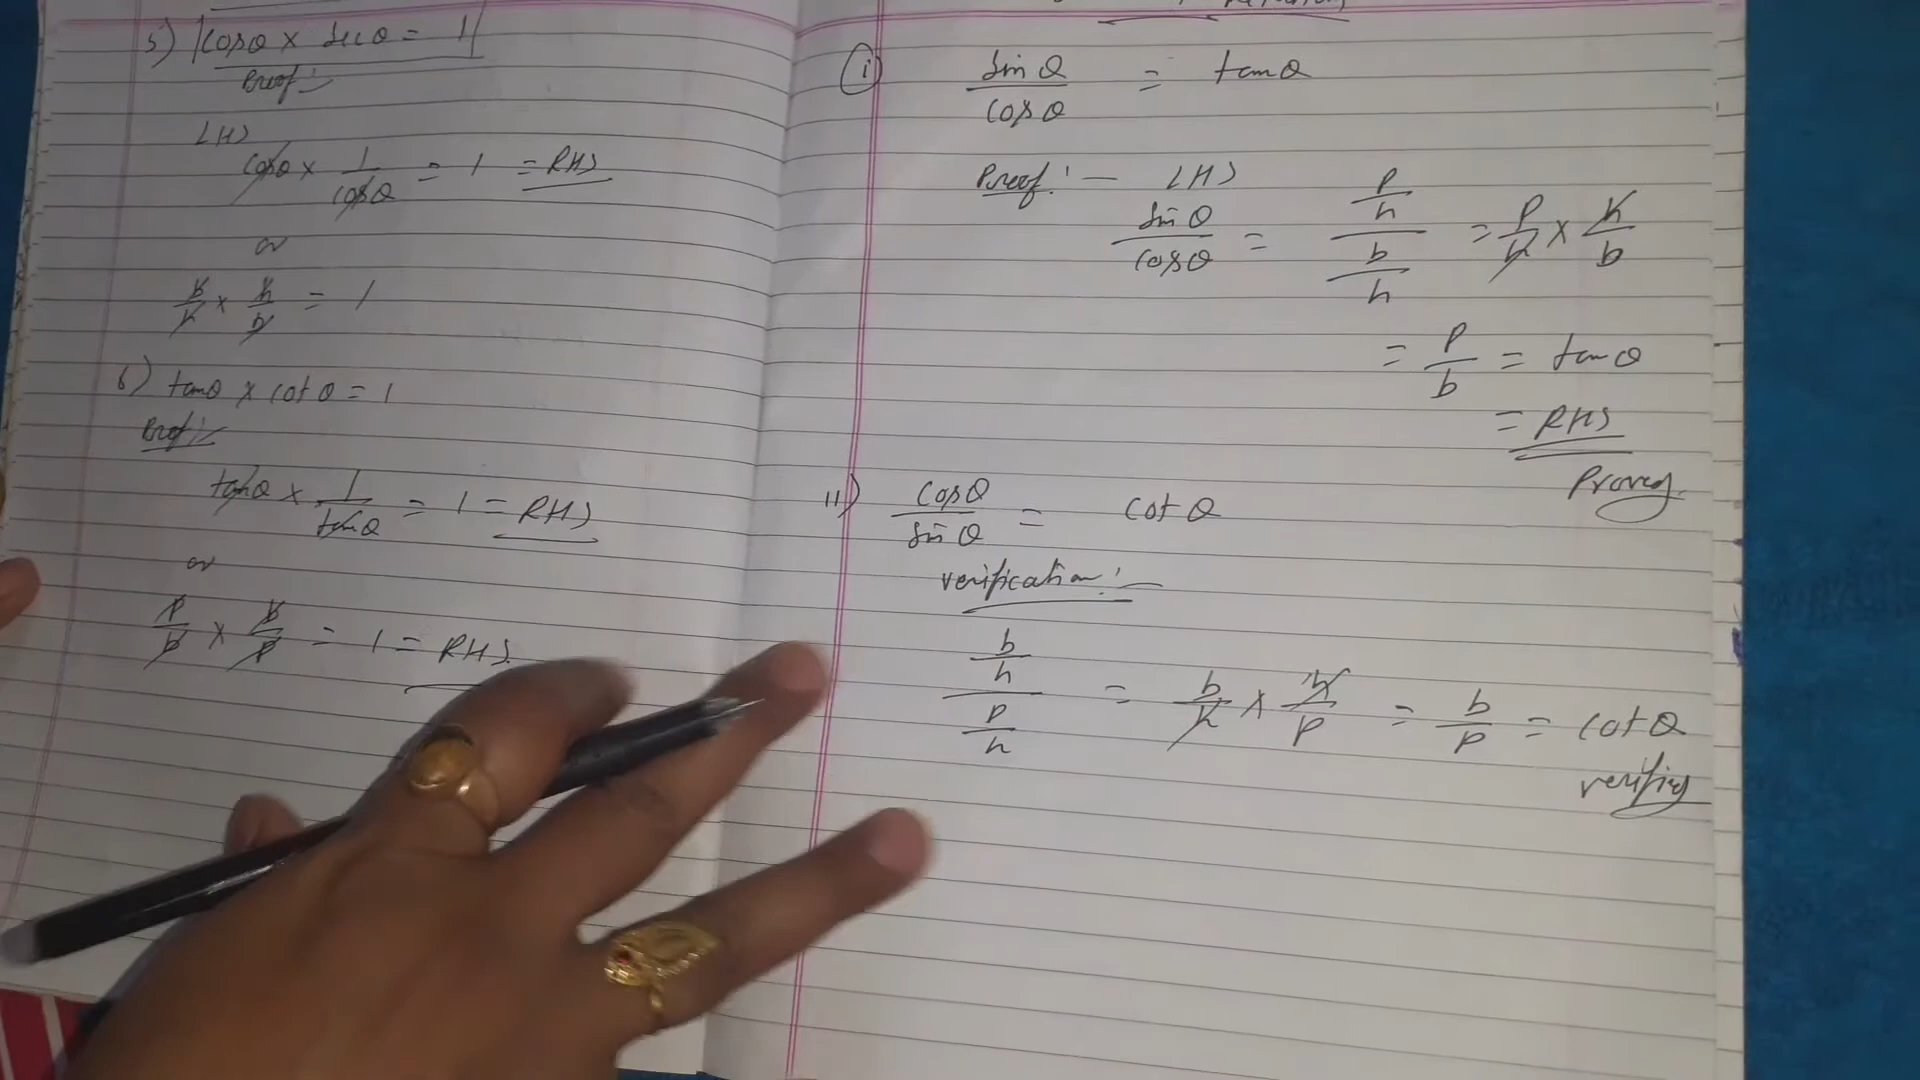 5) cosθ × secθ = 1
Proof:-
LHS
cosθ × 1/cosθ = 1 = RHS
or
b/h × h/b = 1
6) tanθ × cotθ = 1
Proof:-
tanθ × 1/tanθ = 1 = RHS
or
p/b × b/p = 1 = RHS
i) sinθ/cosθ = tanθ
Proof:- LHS
sinθ/cosθ = p/h / b/h = p/h × h/b
= p/b = tanθ
= RHS
Proved
11) cosθ/sinθ = cotθ
verification:-
b/h / p/h = b/h × h/p = b/p = cotθ